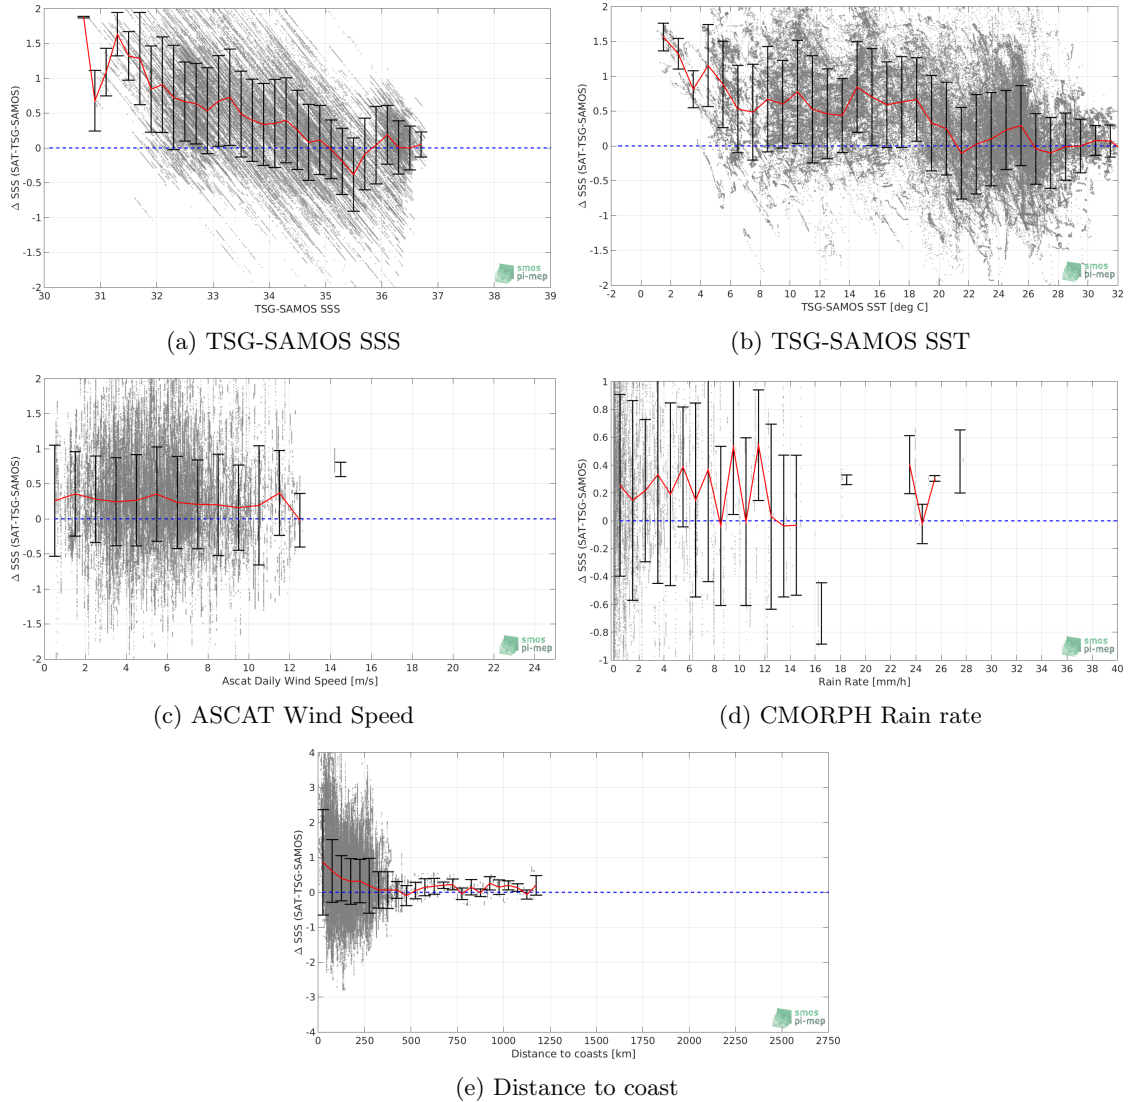 2
1.5
1
0.5
0
-0.5
-1
-1.5
-2
Δ SSS (SAT-TSG-SAMOS)
30 31 32 33 34 35 36 37 38 39
TSG-SAMOS SSS
smos
pi-mep
(a) TSG-SAMOS SSS
2
1.5
1
0.5
0
-0.5
-1
-1.5
-2
Δ SSS (SAT-TSG-SAMOS)
-2 0 2 4 6 8 10 12 14 16 18 20 22 24 26 28 30 32
TSG-SAMOS SST [deg C]
smos
pi-mep
(b) TSG-SAMOS SST
2
1.5
1
0.5
0
-0.5
-1
-1.5
-2
Δ SSS (SAT-TSG-SAMOS)
0 2 4 6 8 10 12 14 16 18 20 22 24
Ascat Daily Wind Speed [m/s]
smos
pi-mep
(c) ASCAT Wind Speed
1
0.8
0.6
0.4
0.2
0
-0.2
-0.4
-0.6
-0.8
-1
Δ SSS (SAT-TSG-SAMOS)
0 2 4 6 8 10 12 14 16 18 20 22 24 26 28 30 32 34 36 38 40
Rain Rate [mm/h]
smos
pi-mep
(d) CMORPH Rain rate
4
3
2
1
0
-1
-2
-3
-4
Δ SSS (SAT-TSG-SAMOS)
0 250 500 750 1000 1250 1500 1750 2000 2250 2500 2750
Distance to coasts [km]
smos
pi-mep
(e) Distance to coast